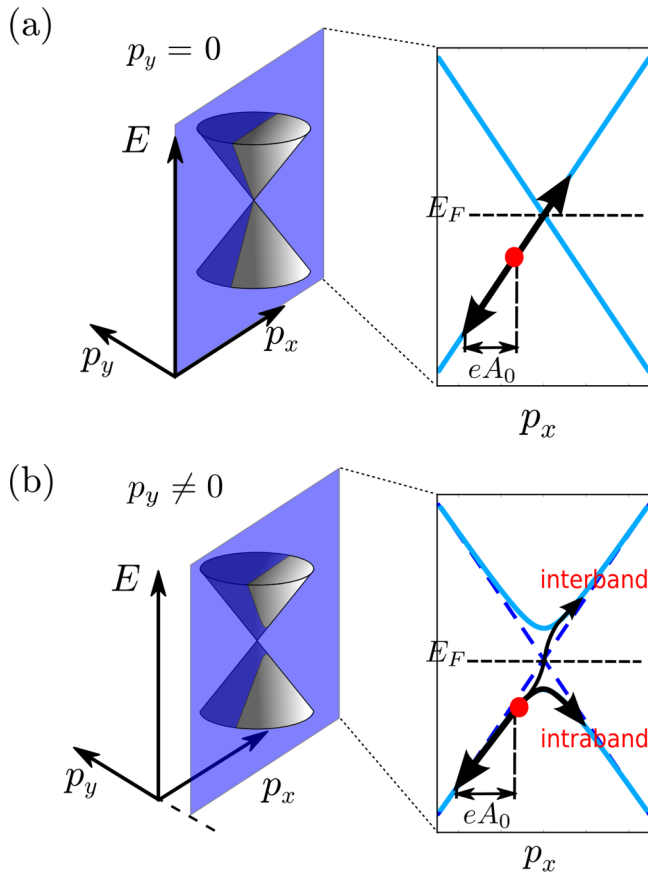 (a)
p_y = 0
E
p_y
p_x
E_F
eA_0
p_x
(b)
p_y ≠ 0
E
p_y
p_x
interband
E_F
intraband
eA_0
p_x